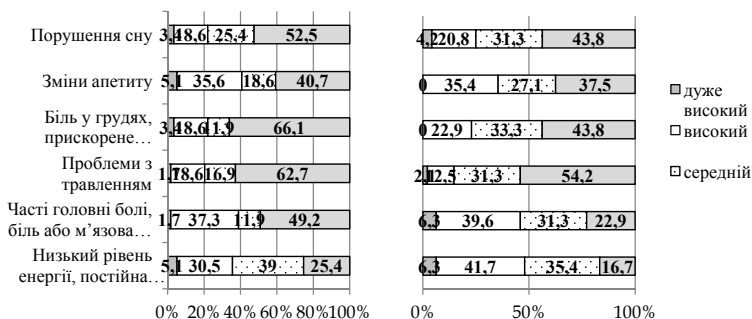 Порушення сну 3,4 18,6 25,4 52,5 4,2 20,8 31,3 43,8
Зміни апетиту 5,1 35,6 18,6 40,7 0 35,4 27,1 37,5
Біль у грудях,
прискорене… 3,4 18,6 11,9 66,1 0 22,9 33,3 43,8
Проблеми з
травленням 1,7 18,6 16,9 62,7 2,1 12,5 31,3 54,2
Часті головні болі,
біль або м’язова… 1,7 37,3 11,9 49,2 6,3 39,6 31,3 22,9
Низький рівень
енергії, постійна… 5,1 30,5 39 25,4 6,3 41,7 35,4 16,7
0% 20% 40% 60% 80% 100% 0% 50% 100%
дуже
високий
високий
середній